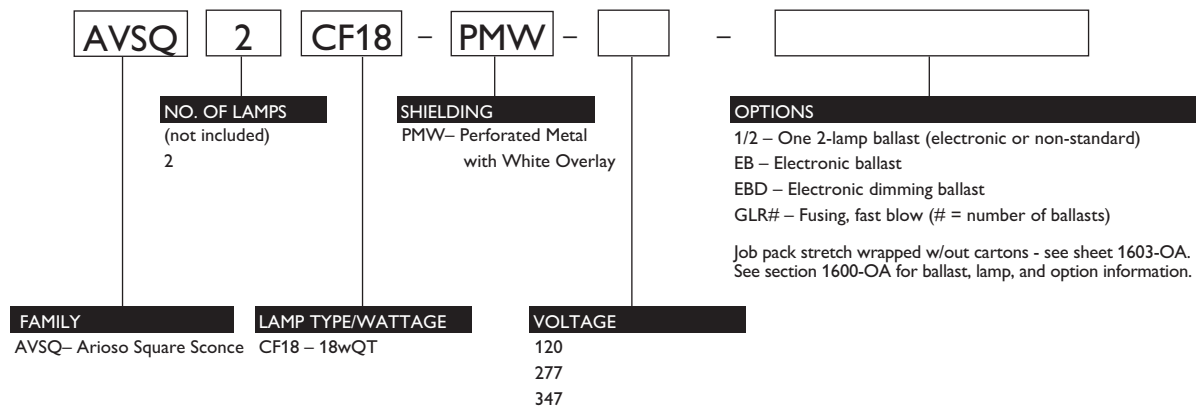 AVSQ 2 CF18 – PMW – –
NO. OF LAMPS
(not included)
2
SHIELDING
PMW– Perforated Metal
with White Overlay
OPTIONS
1/2 – One 2-lamp ballast (electronic or non-standard)
EB – Electronic ballast
EBD – Electronic dimming ballast
GLR# – Fusing, fast blow (# = number of ballasts)
Job pack stretch wrapped w/out cartons - see sheet 1603-OA.
See section 1600-OA for ballast, lamp, and option information.
FAMILY
AVSQ– Arioso Square Sconce
LAMP TYPE/WATTAGE
CF18 – 18wQT
VOLTAGE
120
277
347